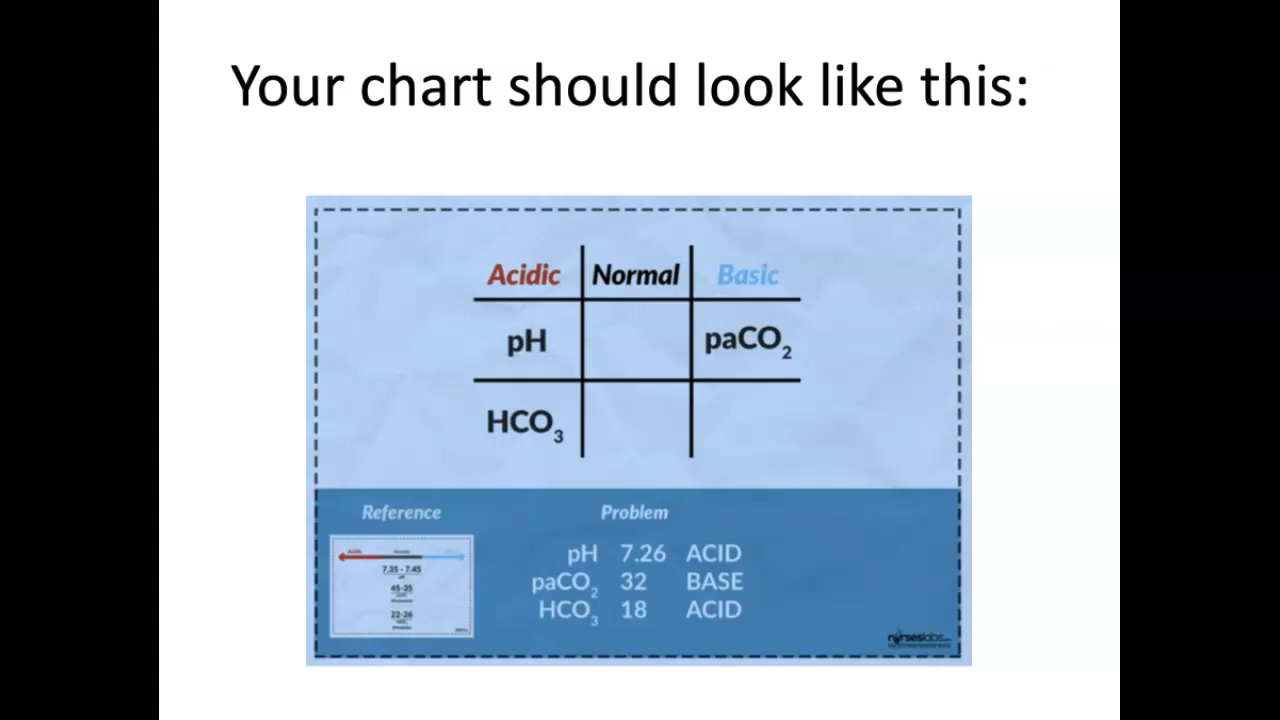 Your chart should look like this:
Acidic Normal Basic
pH paCO₂
HCO₃
Reference Problem
7.35 - 7.45
45-35
22-26
pH 7.26 ACID
paCO₂ 32 BASE
HCO₃ 18 ACID
nurseslabs